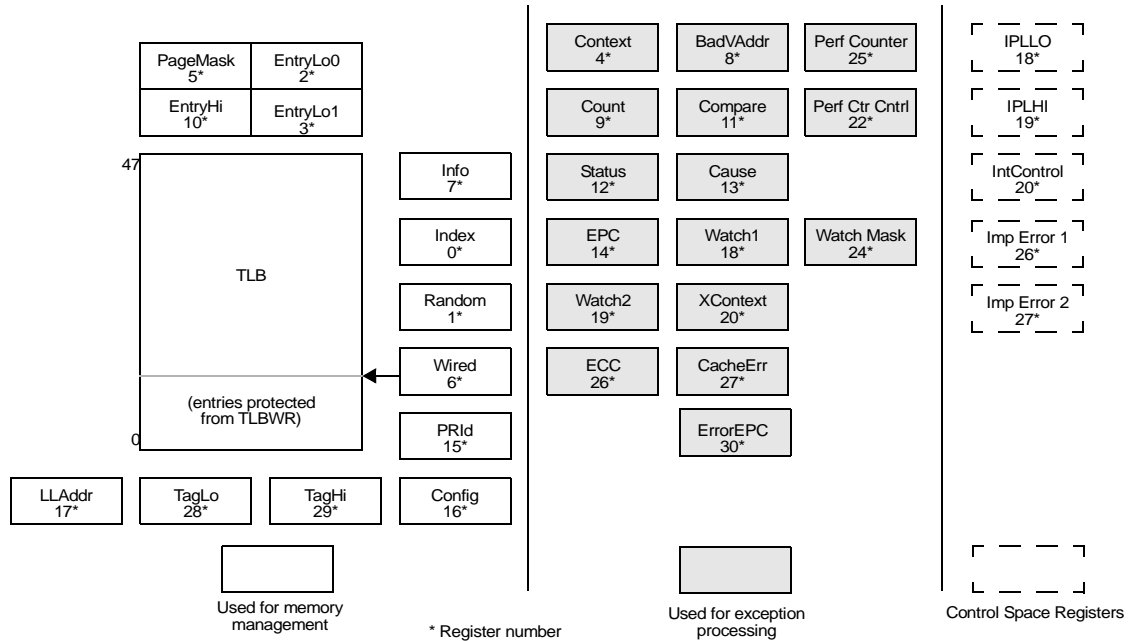 PageMask
5*
EntryLo0
2*
EntryHi
10*
EntryLo1
3*
47
TLB
(entries protected
from TLBWR)
0
Info
7*
Index
0*
Random
1*
Wired
6*
PRId
15*
LLAddr
17*
TagLo
28*
TagHi
29*
Config
16*
Used for memory
management
* Register number
Context
4*
BadVAddr
8*
Perf Counter
25*
Count
9*
Compare
11*
Perf Ctr Cntrl
22*
Status
12*
Cause
13*
EPC
14*
Watch1
18*
Watch Mask
24*
Watch2
19*
XContext
20*
ECC
26*
CacheErr
27*
ErrorEPC
30*
Used for exception
processing
IPLLO
18*
IPLHI
19*
IntControl
20*
Imp Error 1
26*
Imp Error 2
27*
Control Space Registers